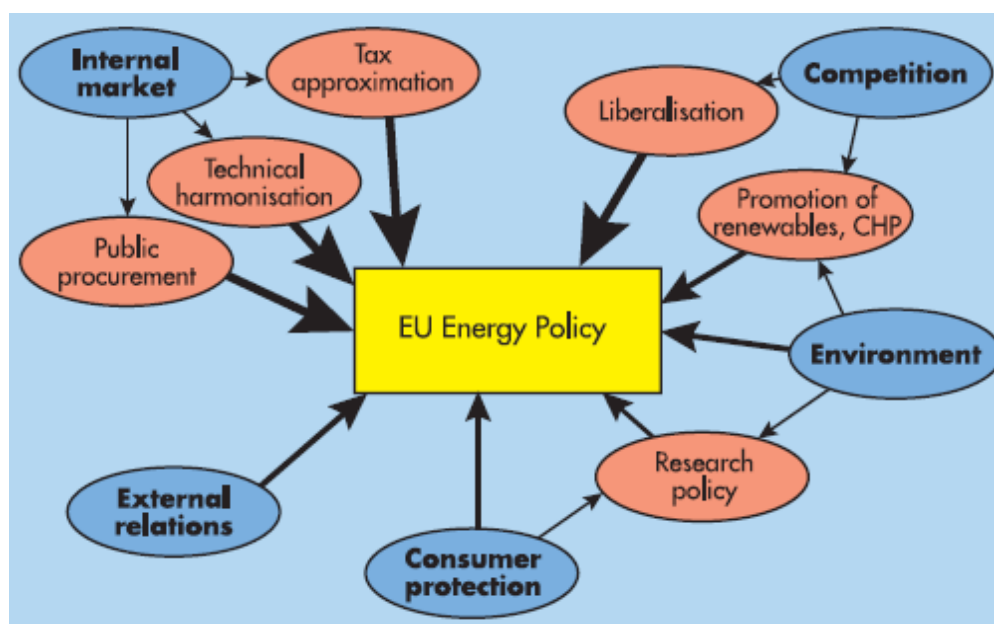 Internal
market
Tax
approximation
Competition
Liberalisation
Technical
harmonisation
Promotion of
renewables, CHP
Public
procurement
EU Energy Policy
Environment
External
relations
Research
policy
Consumer
protection